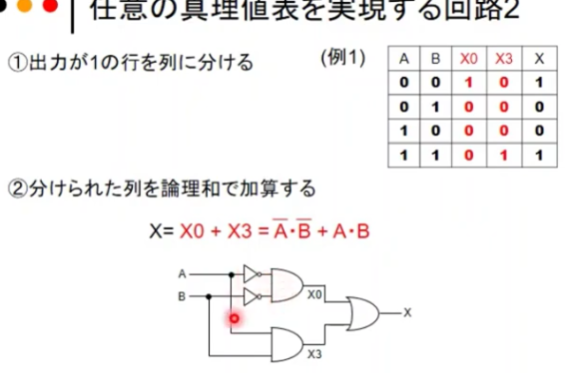 任意の真理値表を実現する回路2
①出力が1の行を列に分ける
(例1)
A B X0 X3 X
0 0 1 0 1
0 1 0 0 0
1 0 0 0 0
1 1 0 1 1
②分けられた列を論理和で加算する
X= X0 + X3 = A̅・B̅ + A・B
A
B
X0
X
X3